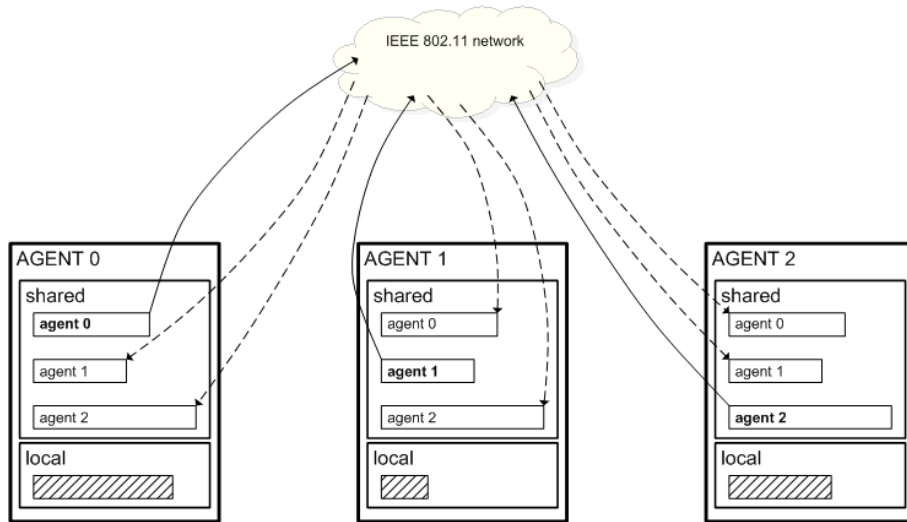 IEEE 802.11 network
AGENT 0
shared
agent 0
agent 1
agent 2
local
AGENT 1
shared
agent 0
agent 1
agent 2
local
AGENT 2
shared
agent 0
agent 1
agent 2
local